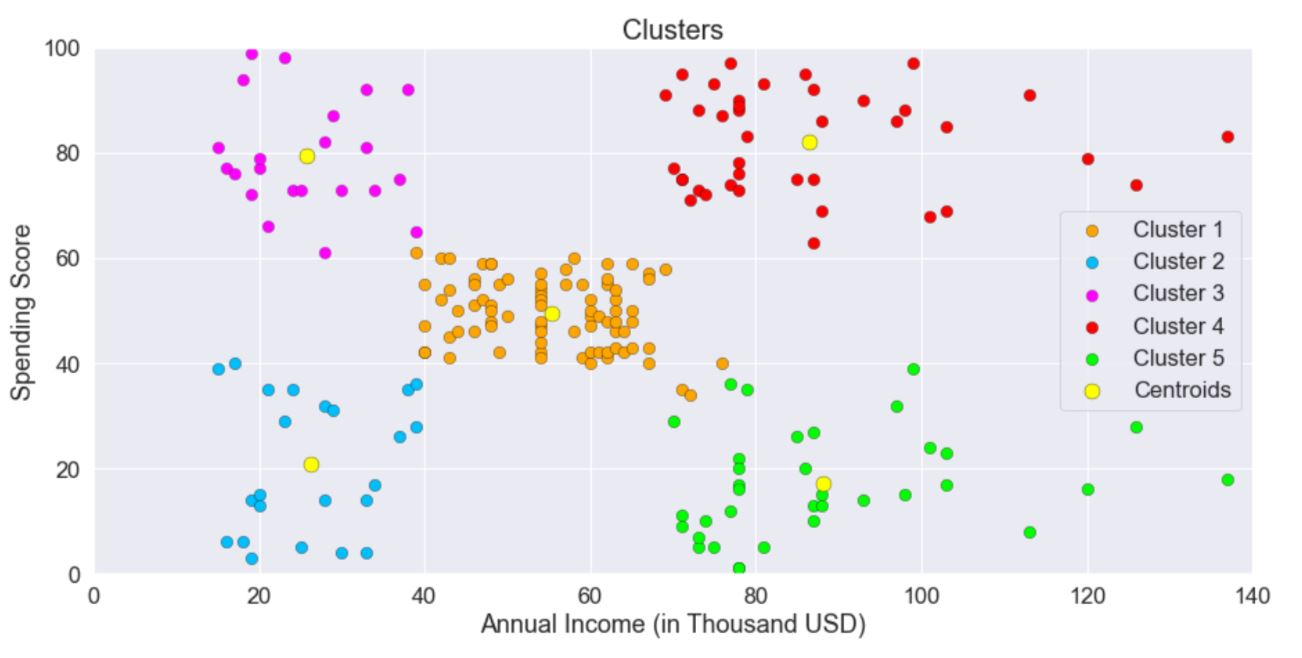 Clusters
Spending Score
100
80
60
40
20
0
0 20 40 60 80 100 120 140
Annual Income (in Thousand USD)
Cluster 1
Cluster 2
Cluster 3
Cluster 4
Cluster 5
Centroids